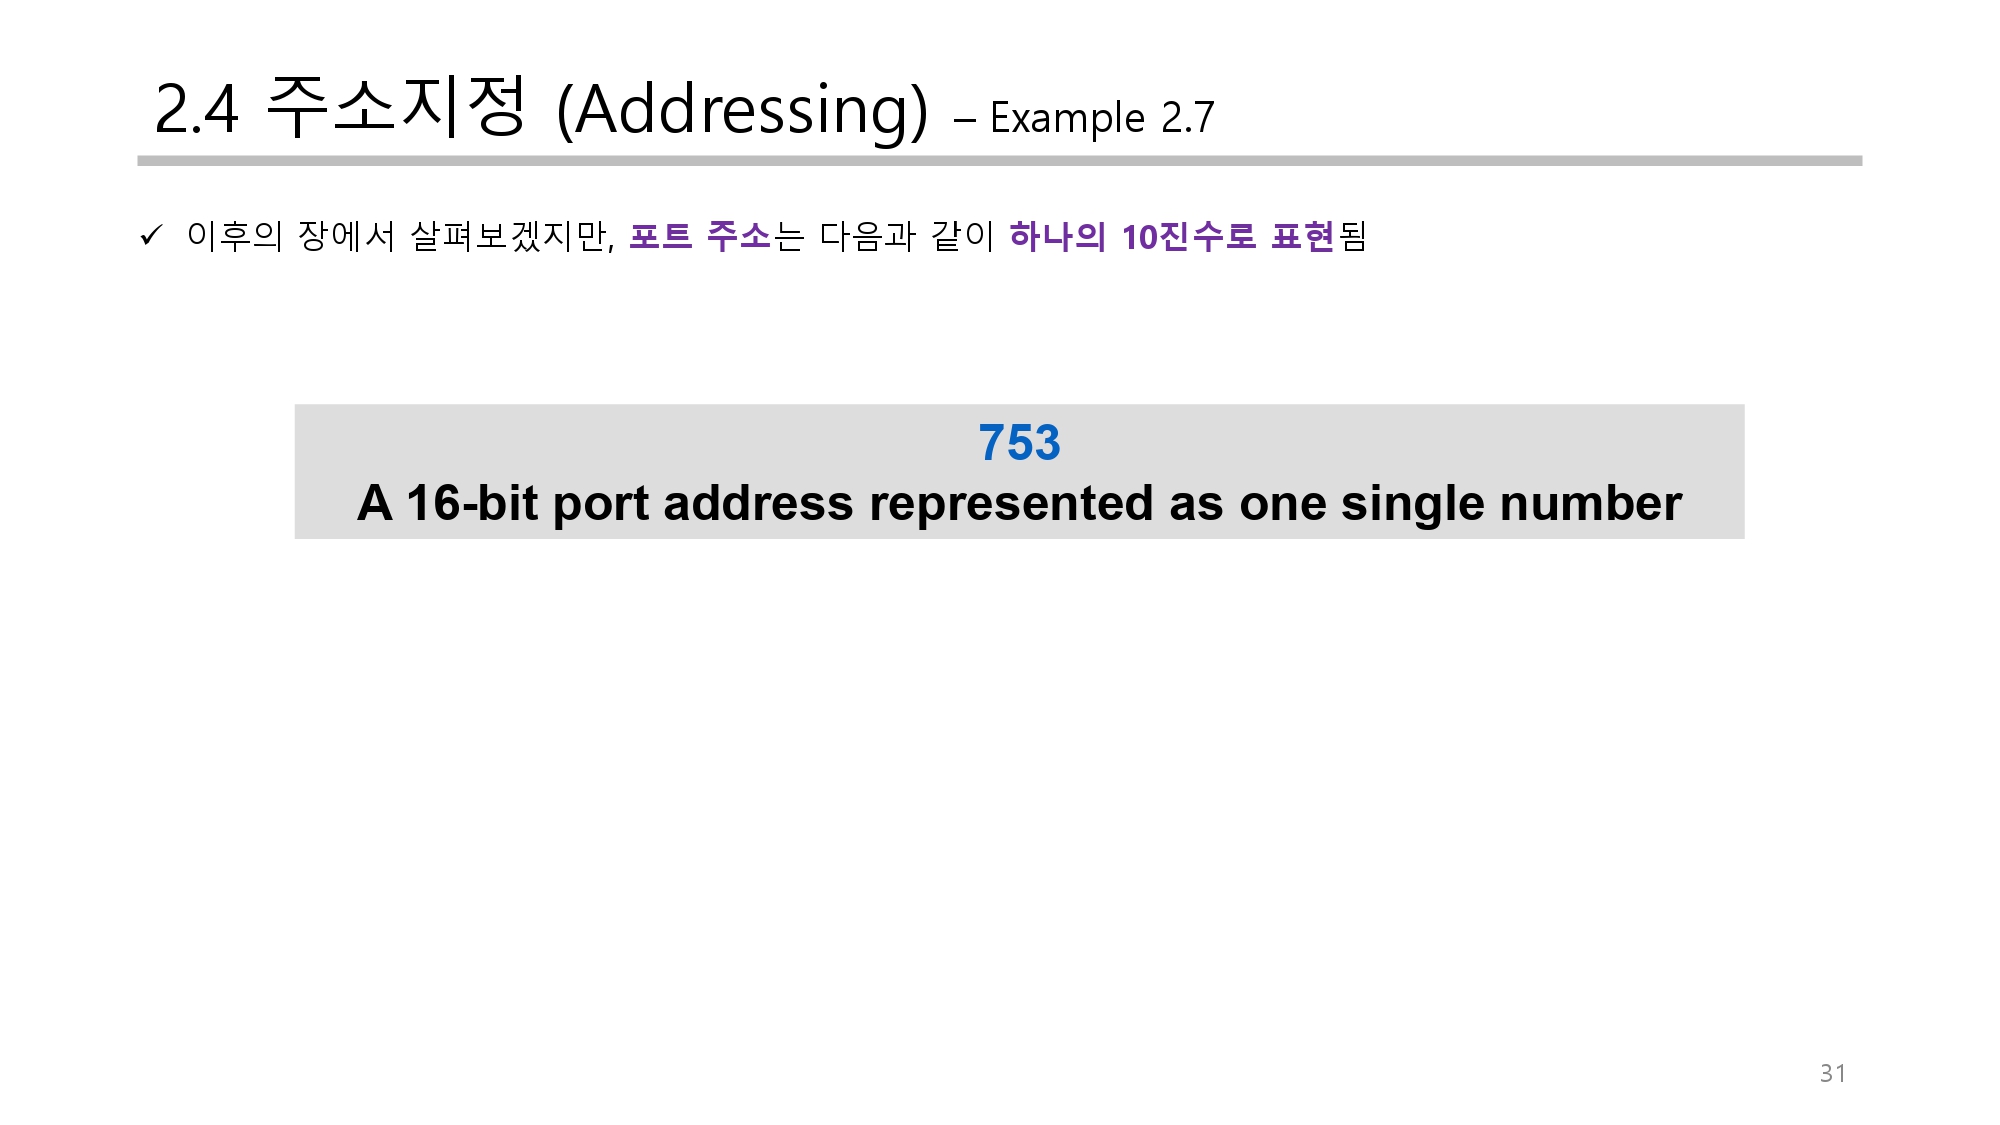 2.4 주소지정 (Addressing) – Example 2.7
✓ 이후의 장에서 살펴보겠지만, 포트 주소는 다음과 같이 하나의 10진수로 표현됨
753
A 16-bit port address represented as one single number
31